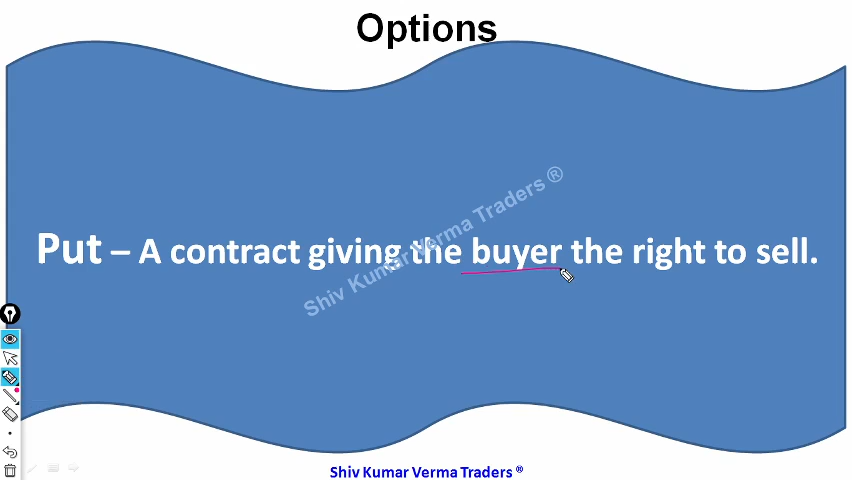 Options
Put – A contract giving the buyer the right to sell.
Shiv Kumar Verma Traders ®
Shiv Kumar Verma Traders ®